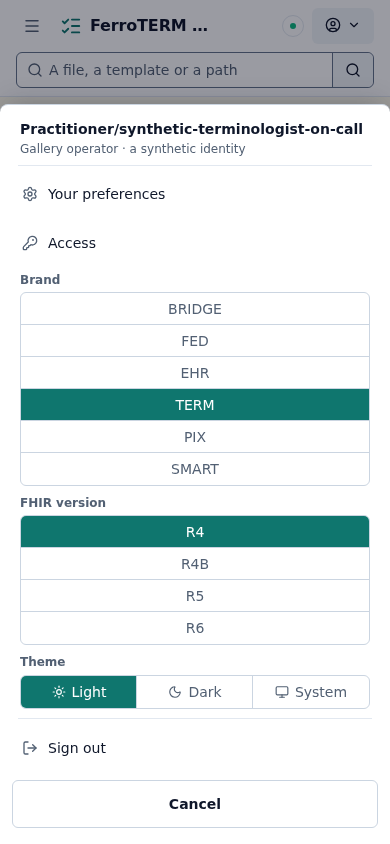 FerroTERM ...
A file, a template or a path
Practitioner/synthetic-terminologist-on-call
Gallery operator · a synthetic identity
Your preferences
Access
Brand
BRIDGE
FED
EHR
TERM
PIX
SMART
FHIR version
R4
R4B
R5
R6
Theme
Light Dark System
Sign out
Cancel